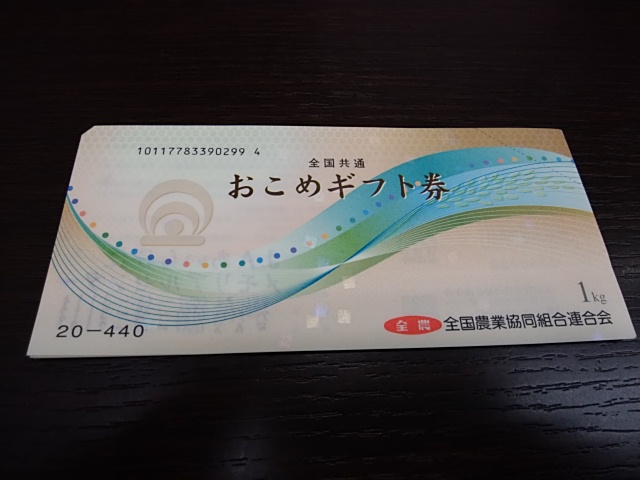 10117783390299 4
全国共通
おこめギフト券
1kg
20-440
全農 全国農業協同組合連合会